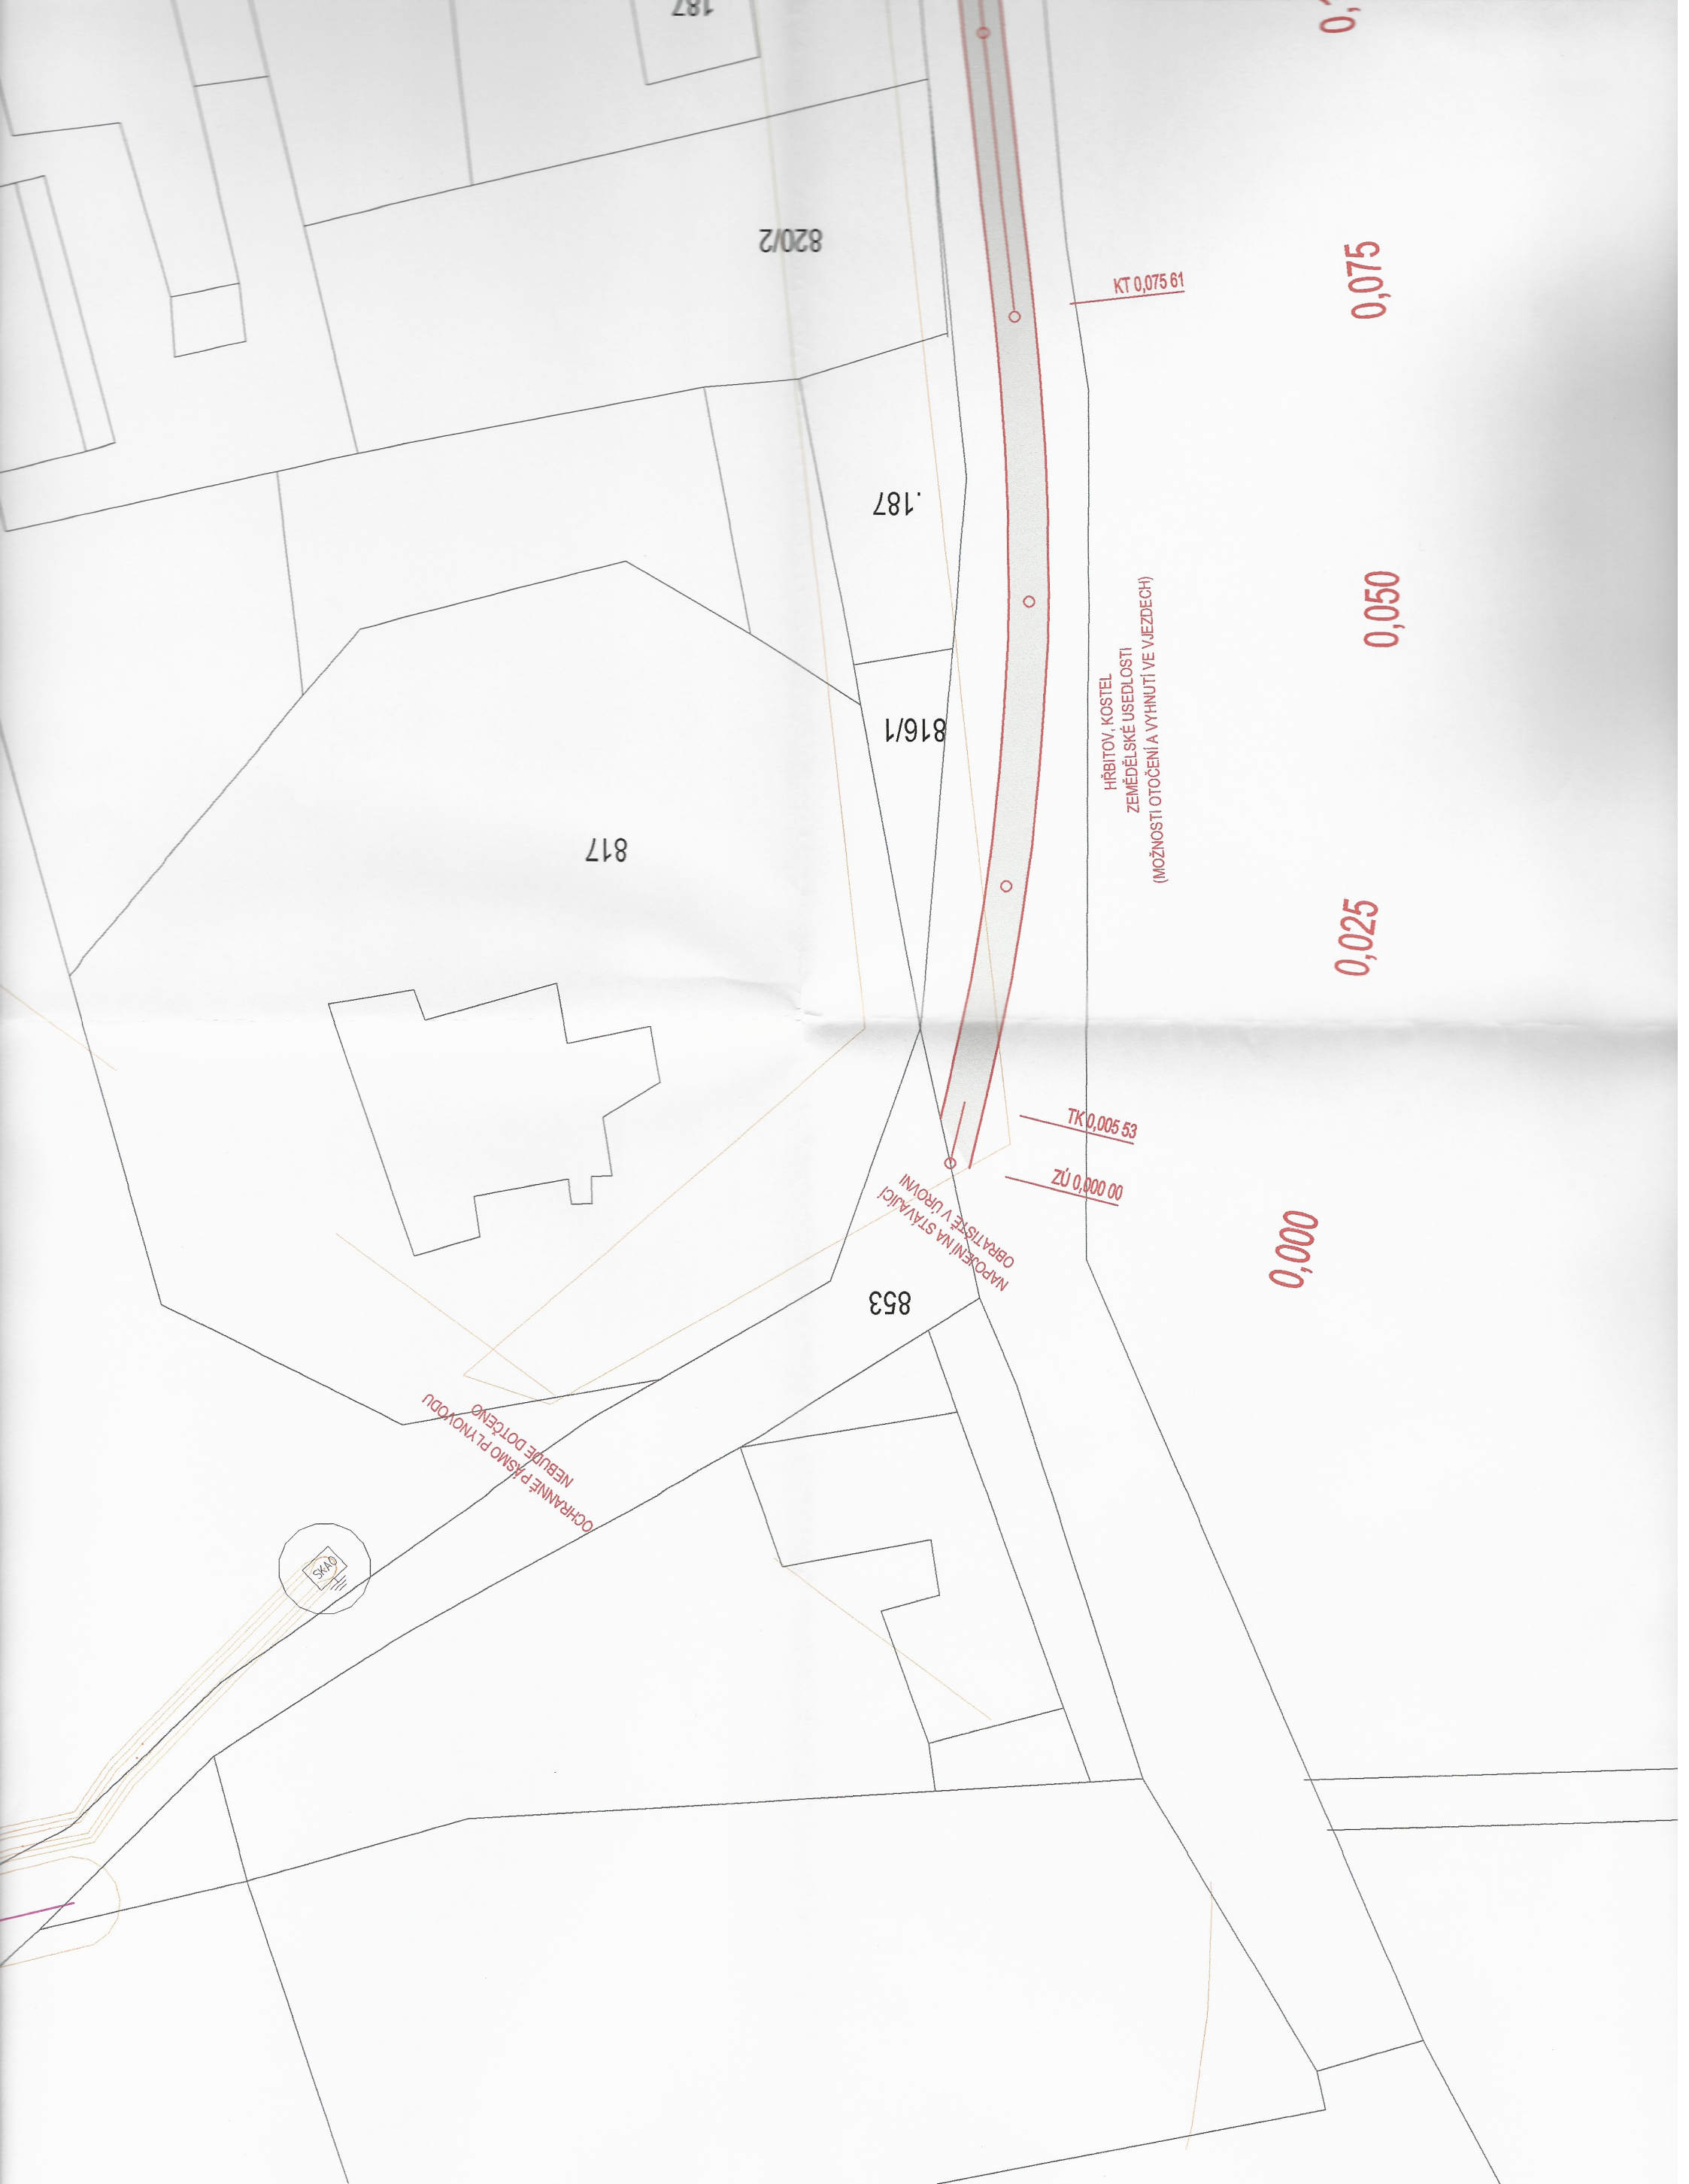 187
820/2
KT 0,075 61
0,075
.187
0,050
816/1
HŘBITOV, KOSTEL
ZEMĚDĚLSKÉ USEDLOSTI
(MOŽNOSTI OTOČENÍ A VYHNUTÍ VE VJEZDECH)
817
0,025
TK 0,005 53
ZÚ 0,000 00
NAPOJENÍ NA STÁVAJÍCÍ
OBRATIŠTĚ V ÚROVNI
0,000
853
OCHRANNÉ PÁSMO PLYNOVODU
NEBUDE DOTČENO
SKAO